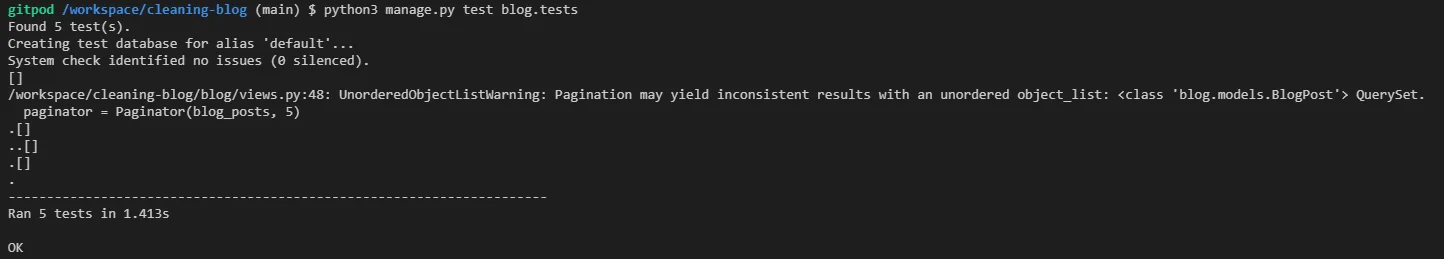 gitpod /workspace/cleaning-blog (main) $ python3 manage.py test blog.tests
Found 5 test(s).
Creating test database for alias 'default'...
System check identified no issues (0 silenced).
[]
/workspace/cleaning-blog/blog/views.py:48: UnorderedObjectListWarning: Pagination may yield inconsistent results with an unordered object_list: <class 'blog.models.BlogPost'> QuerySet.
  paginator = Paginator(blog_posts, 5)
.[]
..[]
.[]
.
----------------------------------------------------------------------
Ran 5 tests in 1.413s

OK